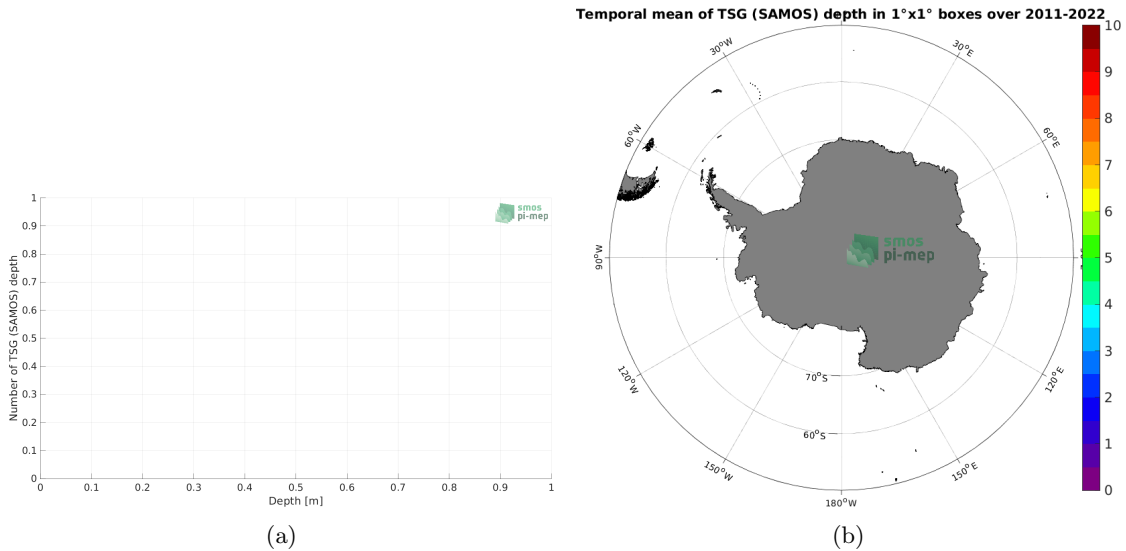 Temporal mean of TSG (SAMOS) depth in 1°x1° boxes over 2011-2022
Number of TSG (SAMOS) depth
1
0.9
0.8
0.7
0.6
0.5
0.4
0.3
0.2
0.1
0
0
0.1
0.2
0.3
0.4
0.5
0.6
0.7
0.8
0.9
1
Depth [m]
smos
pi-mep
(a)
30°W
30°E
60°W
60°E
90°W
120°W
120°E
150°W
150°E
180°W
70°S
60°S
smos
pi-mep
10
9
8
7
6
5
4
3
2
1
0
(b)